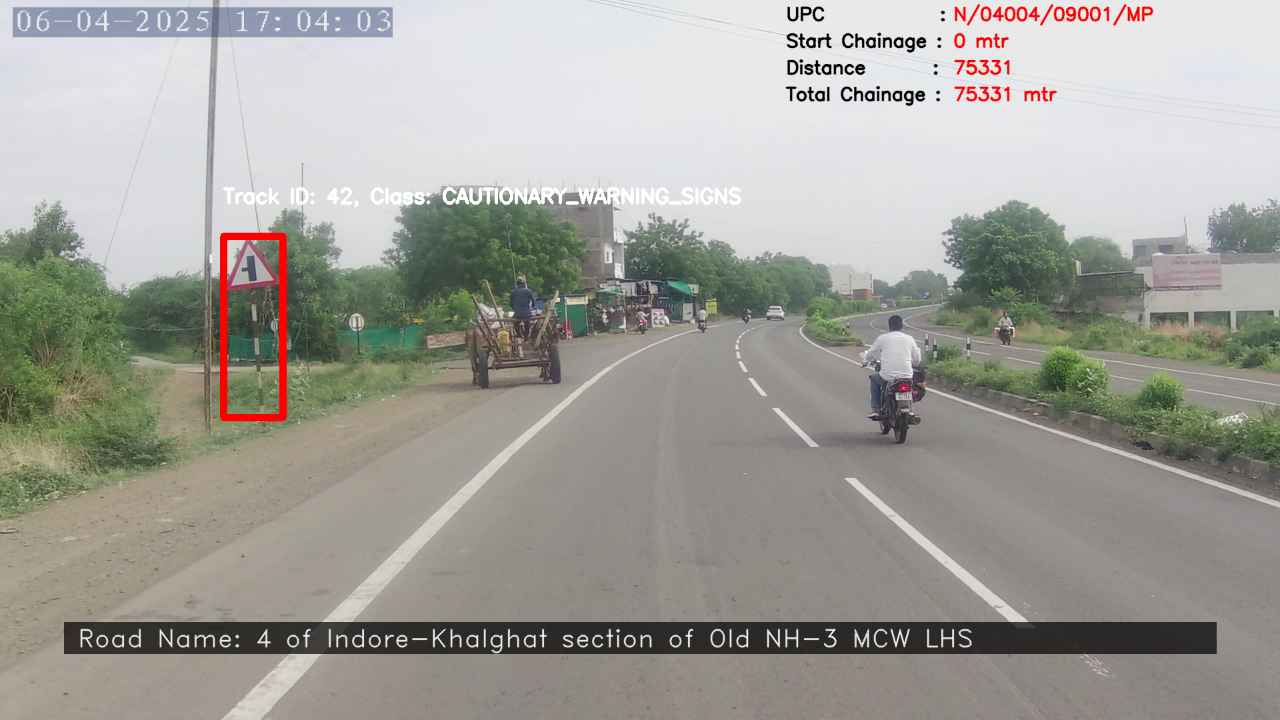 06-04-2025 17:04:03
UPC : N/04004/09001/MP
Start Chainage : 0 mtr
Distance : 75331
Total Chainage : 75331 mtr
Track ID: 42, Class: CAUTIONARY_WARNING_SIGNS
Road Name: 4 of Indore-Khalghat section of Old NH-3 MCW LHS